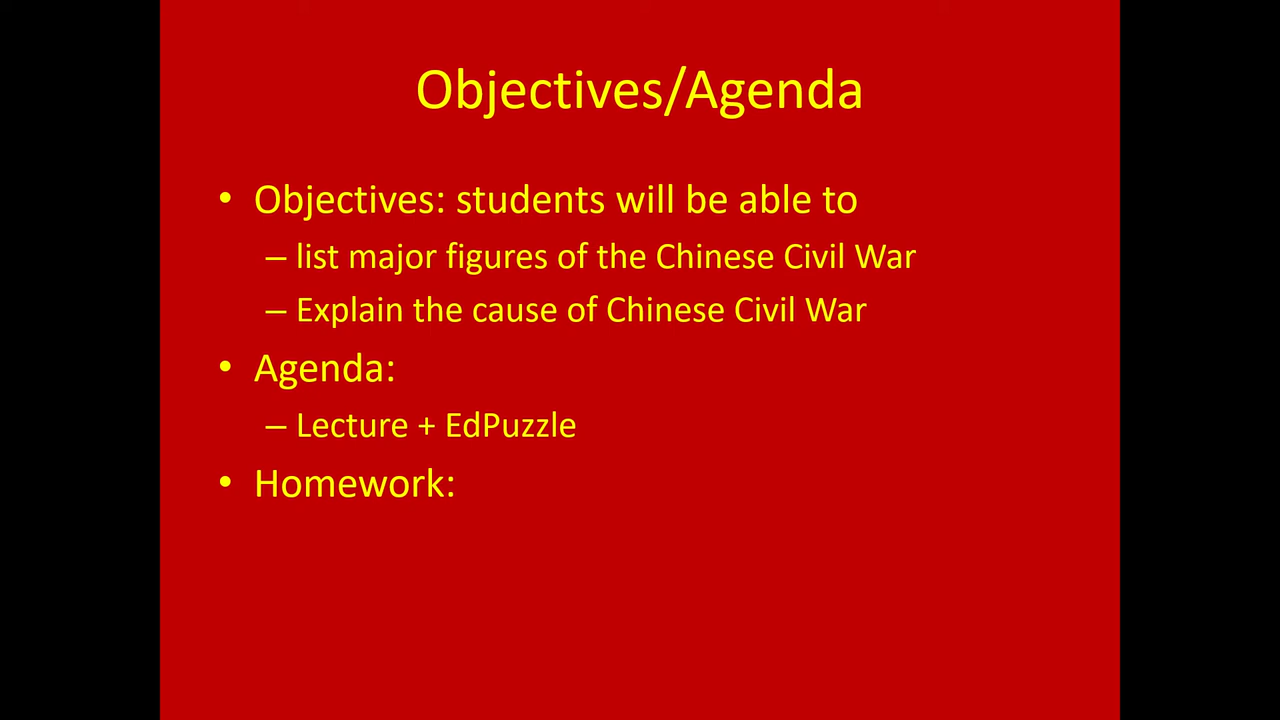 Objectives/Agenda
• Objectives: students will be able to
– list major figures of the Chinese Civil War
– Explain the cause of Chinese Civil War
• Agenda:
– Lecture + EdPuzzle
• Homework: